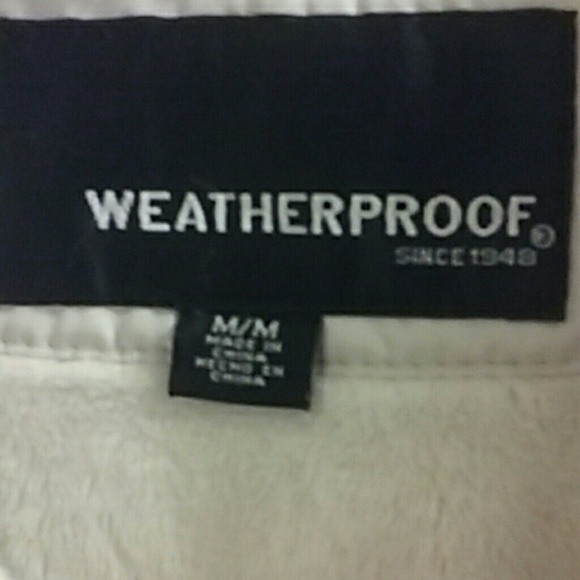 WEATHERPROOF®
SINCE 1948
M/M
MADE IN
CHINA
HECHO EN
CHINA